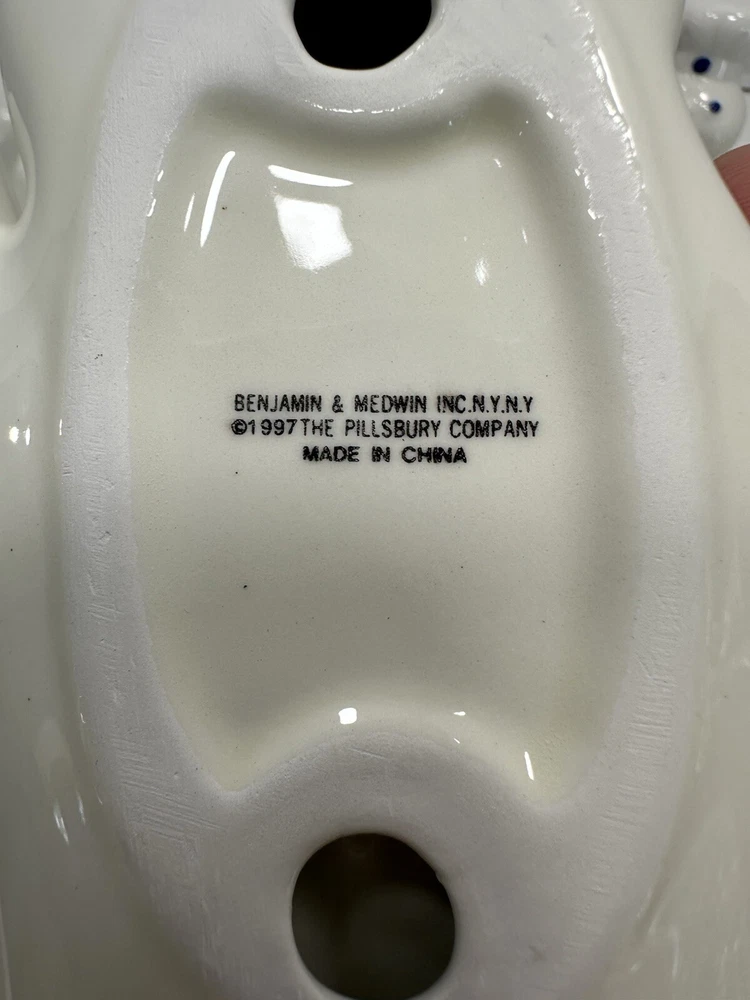 BENJAMIN & MEDWIN INC.N.Y.N.Y
©1997 THE PILLSBURY COMPANY
MADE IN CHINA